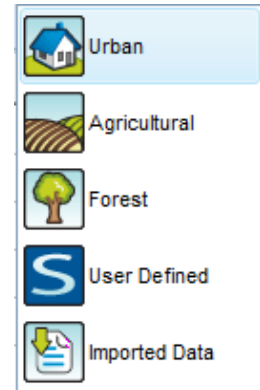 Urban
Agricultural
Forest
S User Defined
Imported Data